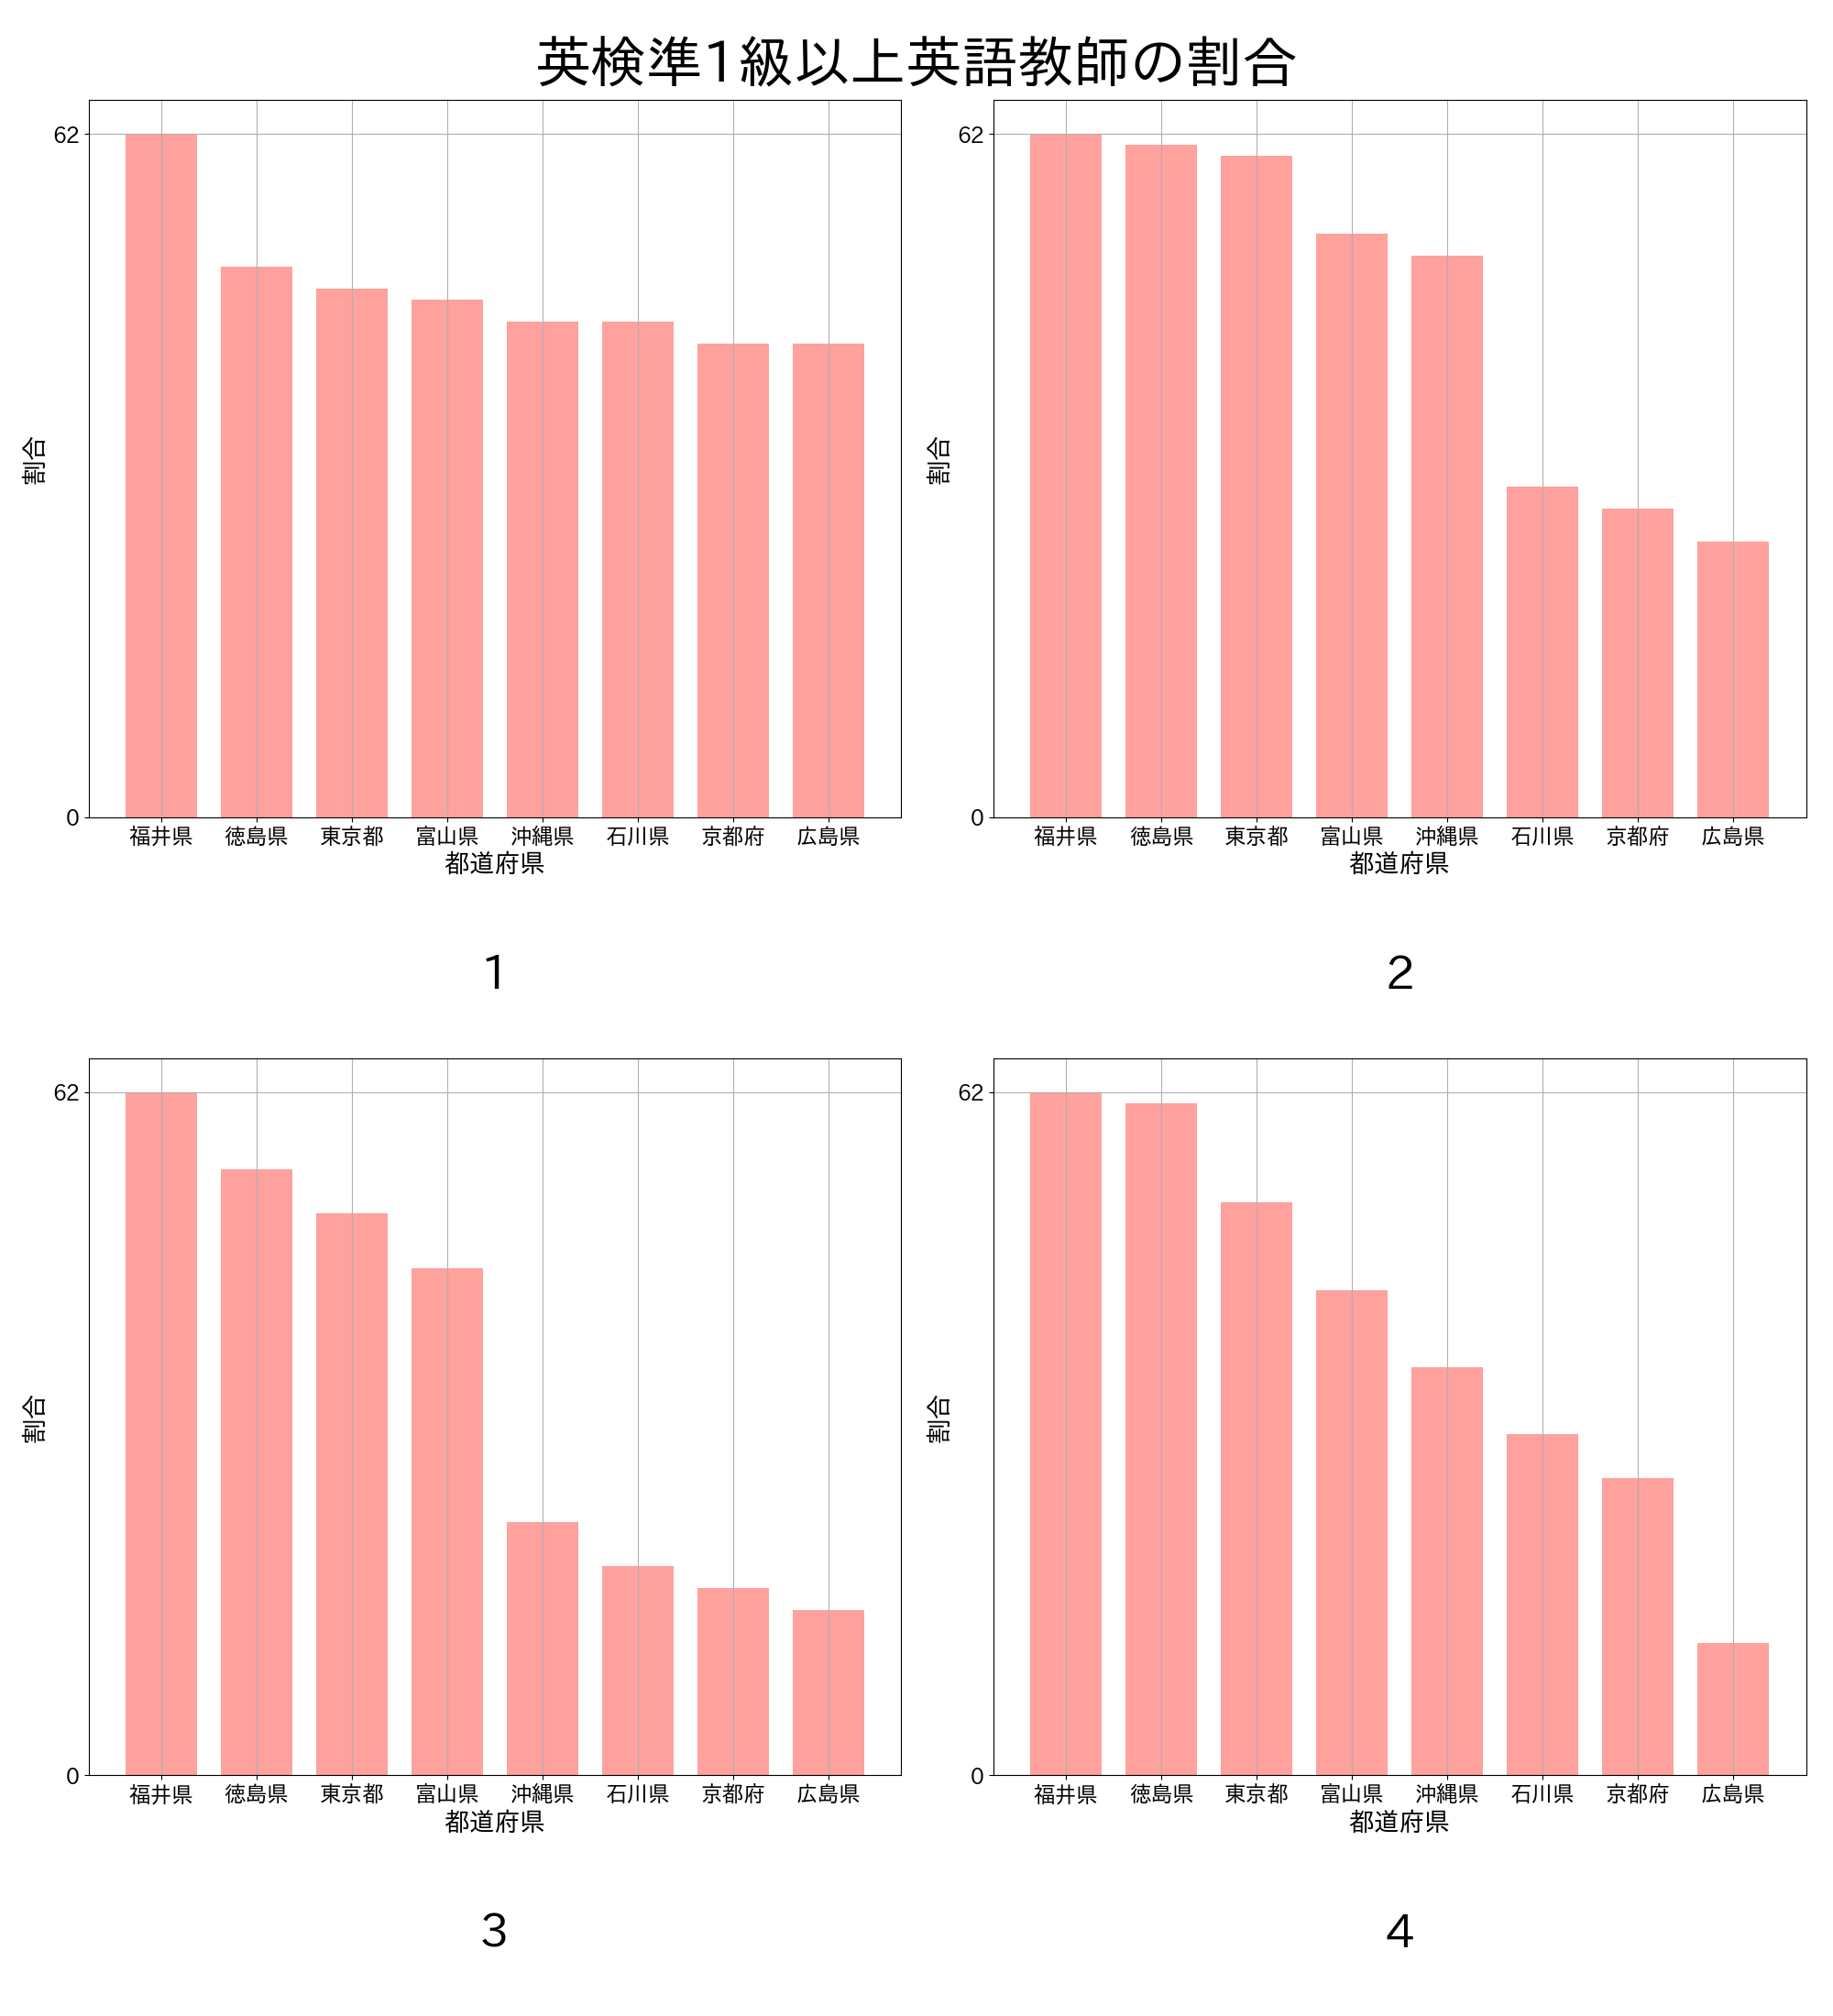 英検準1級以上英語教師の割合
62
0
割合
福井県 徳島県 東京都 富山県 沖縄県 石川県 京都府 広島県
都道府県
1
62
0
割合
福井県 徳島県 東京都 富山県 沖縄県 石川県 京都府 広島県
都道府県
2
62
0
割合
福井県 徳島県 東京都 富山県 沖縄県 石川県 京都府 広島県
都道府県
3
62
0
割合
福井県 徳島県 東京都 富山県 沖縄県 石川県 京都府 広島県
都道府県
4